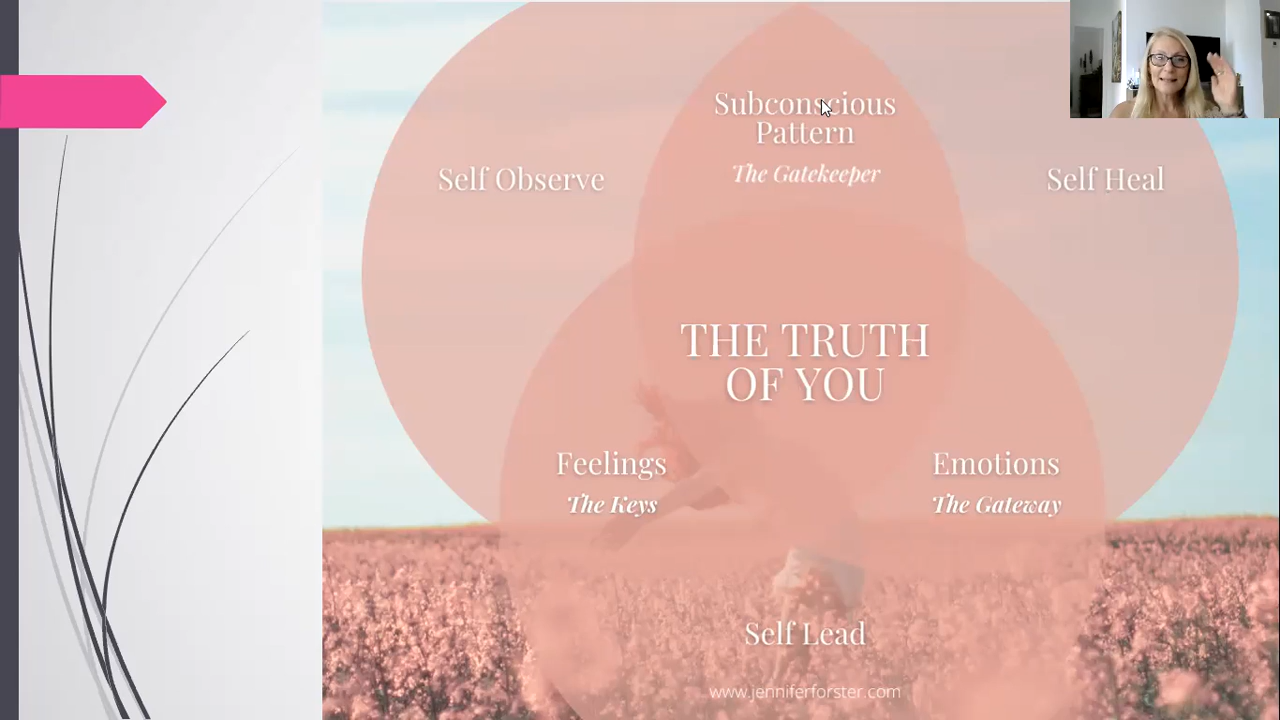 Subconscious
Pattern
The Gatekeeper
Self Observe
Self Heal
THE TRUTH
OF YOU
Feelings
The Keys
Emotions
The Gateway
Self Lead
www.jenniferforster.com